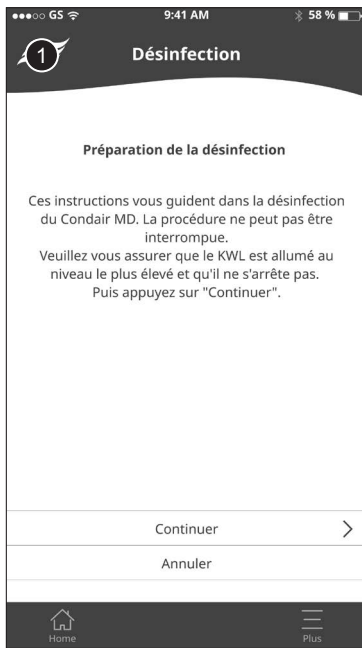 GS 9:41 AM 58 %
1
Désinfection
Préparation de la désinfection
Ces instructions vous guident dans la désinfection
du Condair MD. La procédure ne peut pas être
interrompue.
Veuillez vous assurer que le KWL est allumé au
niveau le plus élevé et qu'il ne s'arrête pas.
Puis appuyez sur "Continuer".
Continuer
Annuler
Home Plus